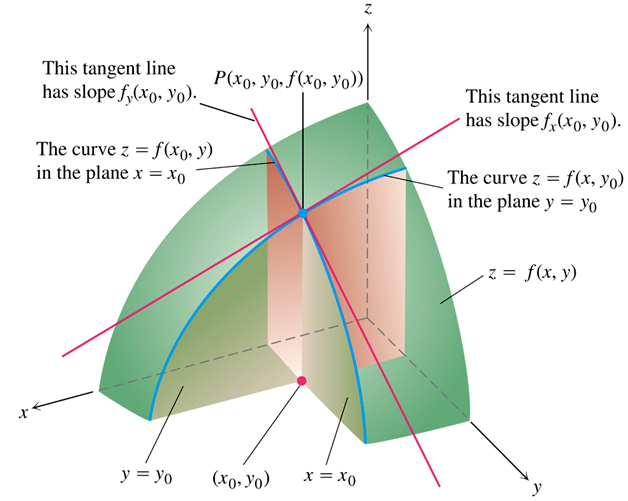 z
This tangent line
has slope f_y(x_0, y_0).
P(x_0, y_0, f(x_0, y_0))
This tangent line
has slope f_x(x_0, y_0).
The curve z = f(x_0, y)
in the plane x = x_0
The curve z = f(x, y_0)
in the plane y = y_0
z = f(x, y)
x
y = y_0
(x_0, y_0)
x = x_0
y